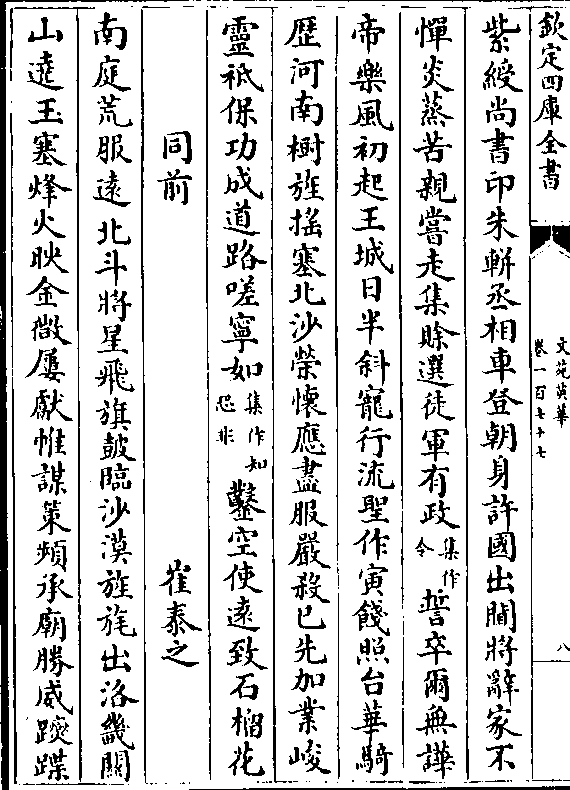 欽定四庫全書
文苑英華
卷一百七十七
八
紫綬尚書印朱軿丞相車登朝身許國出閫將辭家不
憚炎蒸苦親嘗走集賒選徒軍有政集作令誓卒爾無譁
帝樂風初起王城日半斜寵行流聖作寅餞照台華騎
歴河南樹旌揺塞北沙榮懐應盡服嚴殺已先加業峻
靈祇保功成道路嗟寧如集作知恐非鑿空使遠致石榴花
同前
崔泰之
南庭荒服遠北斗將星飛旗皷臨沙漠旌旄出洛畿關
山遶玉塞烽火映金微屢獻帷謀策頻承廟勝威蹛蹀